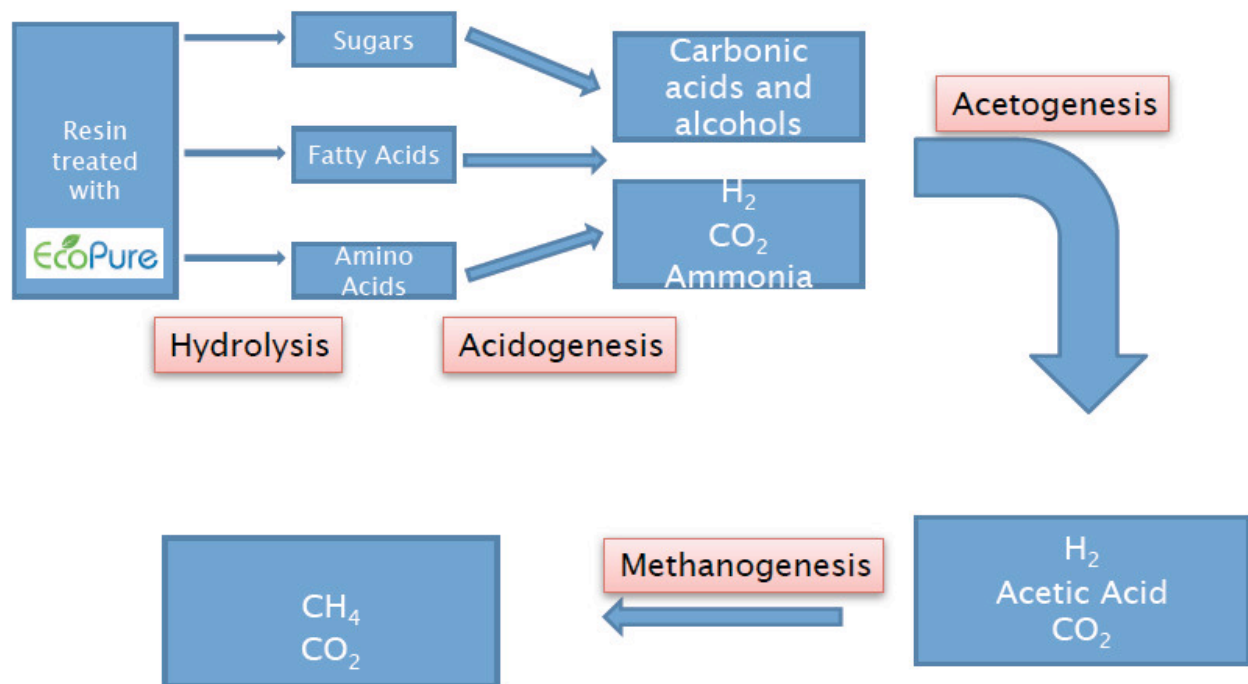 Resin
treated
with
EcoPure
Sugars
Fatty Acids
Amino
Acids
Hydrolysis
Acidogenesis
Carbonic
acids and
alcohols
H₂
CO₂
Ammonia
Acetogenesis
H₂
Acetic Acid
CO₂
Methanogenesis
CH₄
CO₂